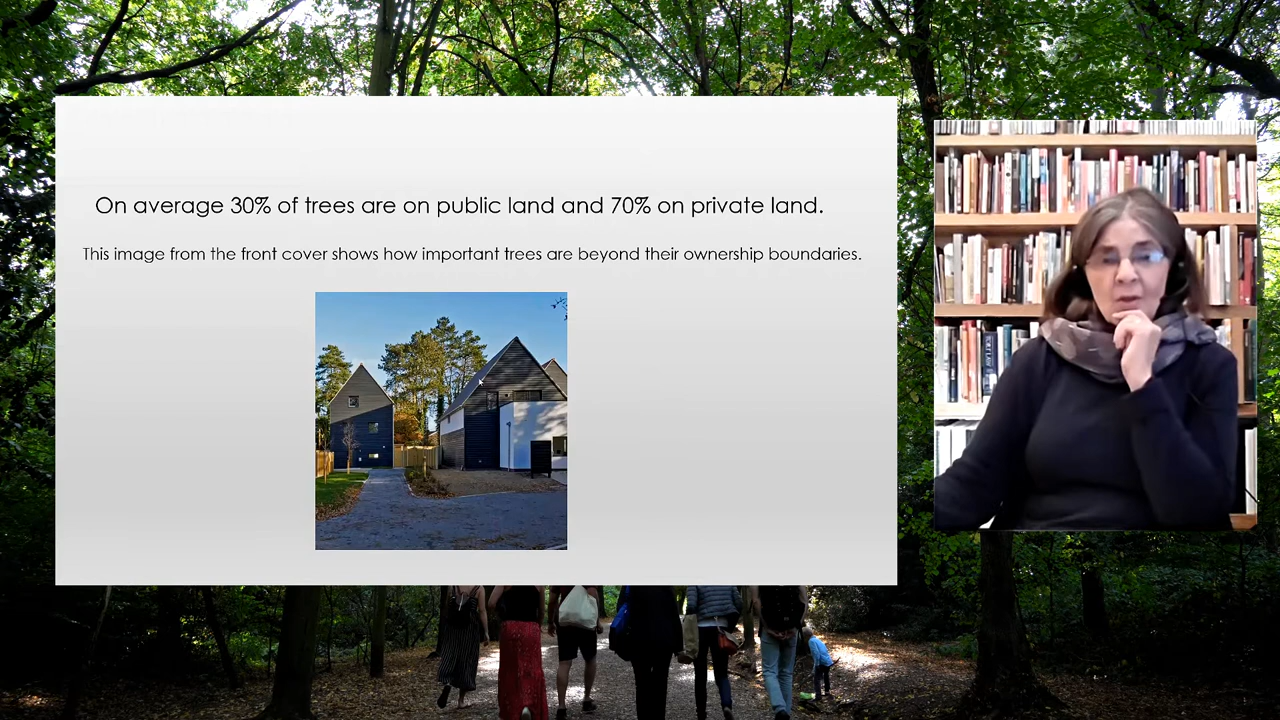 On average 30% of trees are on public land and 70% on private land.
This image from the front cover shows how important trees are beyond their ownership boundaries.